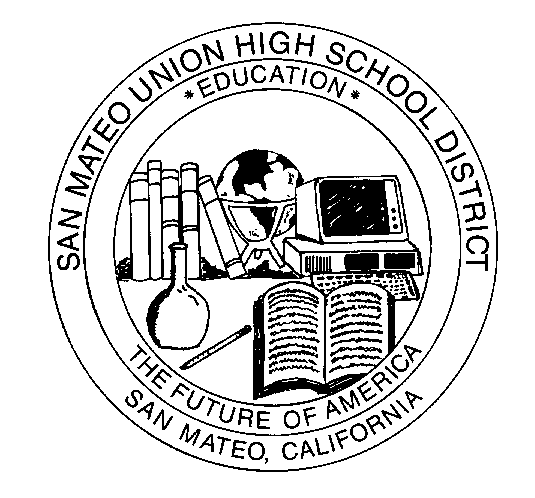 SAN MATEO UNION HIGH SCHOOL DISTRICT
* EDUCATION *
THE FUTURE OF AMERICA
SAN MATEO, CALIFORNIA